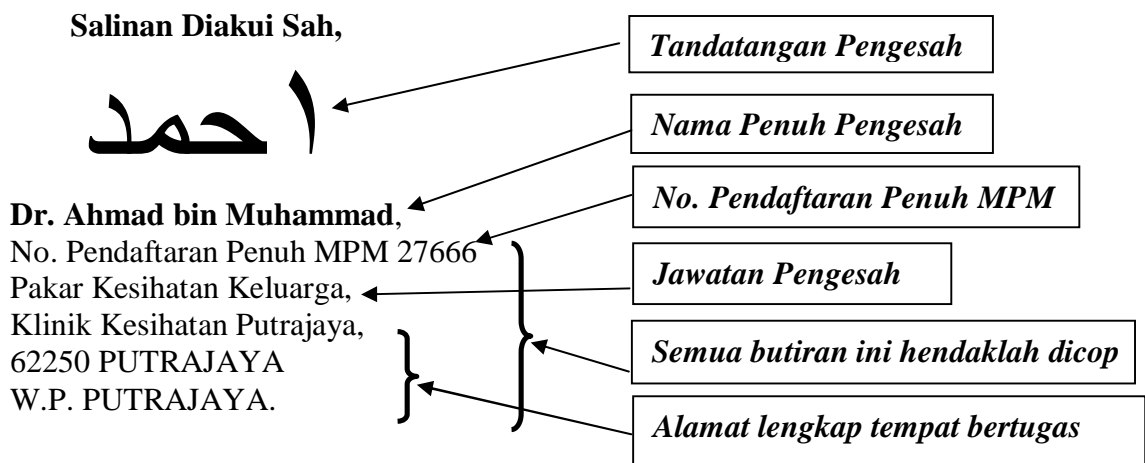 Salinan Diakui Sah,
ا حمد
Dr. Ahmad bin Muhammad,
No. Pendaftaran Penuh MPM 27666
Pakar Kesihatan Keluarga,
Klinik Kesihatan Putrajaya,
62250 PUTRAJAYA
W.P. PUTRAJAYA.
Tandatangan Pengesah
Nama Penuh Pengesah
No. Pendaftaran Penuh MPM
Jawatan Pengesah
Semua butiran ini hendaklah dicop
Alamat lengkap tempat bertugas